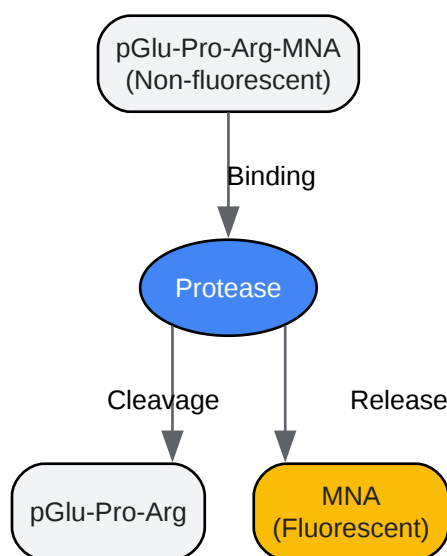 pGlu-Pro-Arg-MNA
(Non-fluorescent)
Binding
Protease
Cleavage
Release
pGlu-Pro-Arg
MNA
(Fluorescent)